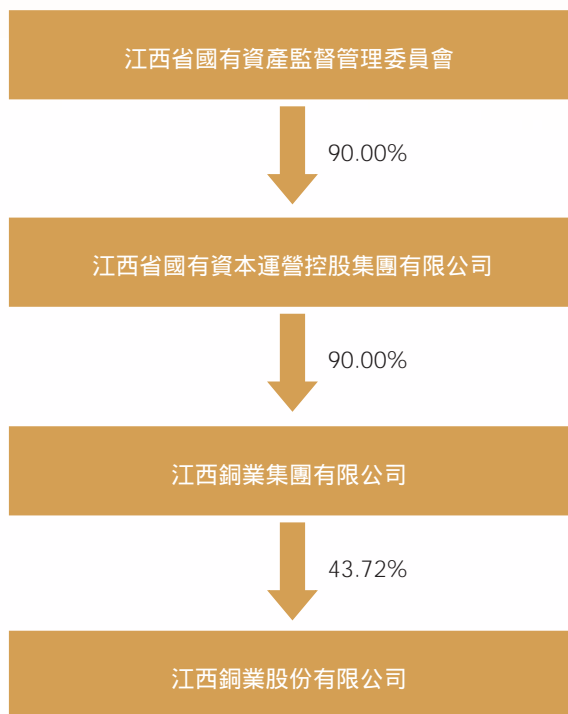 江西省國有資產監督管理委員會
90.00%
江西省國有資本運營控股集團有限公司
90.00%
江西銅業集團有限公司
43.72%
江西銅業股份有限公司